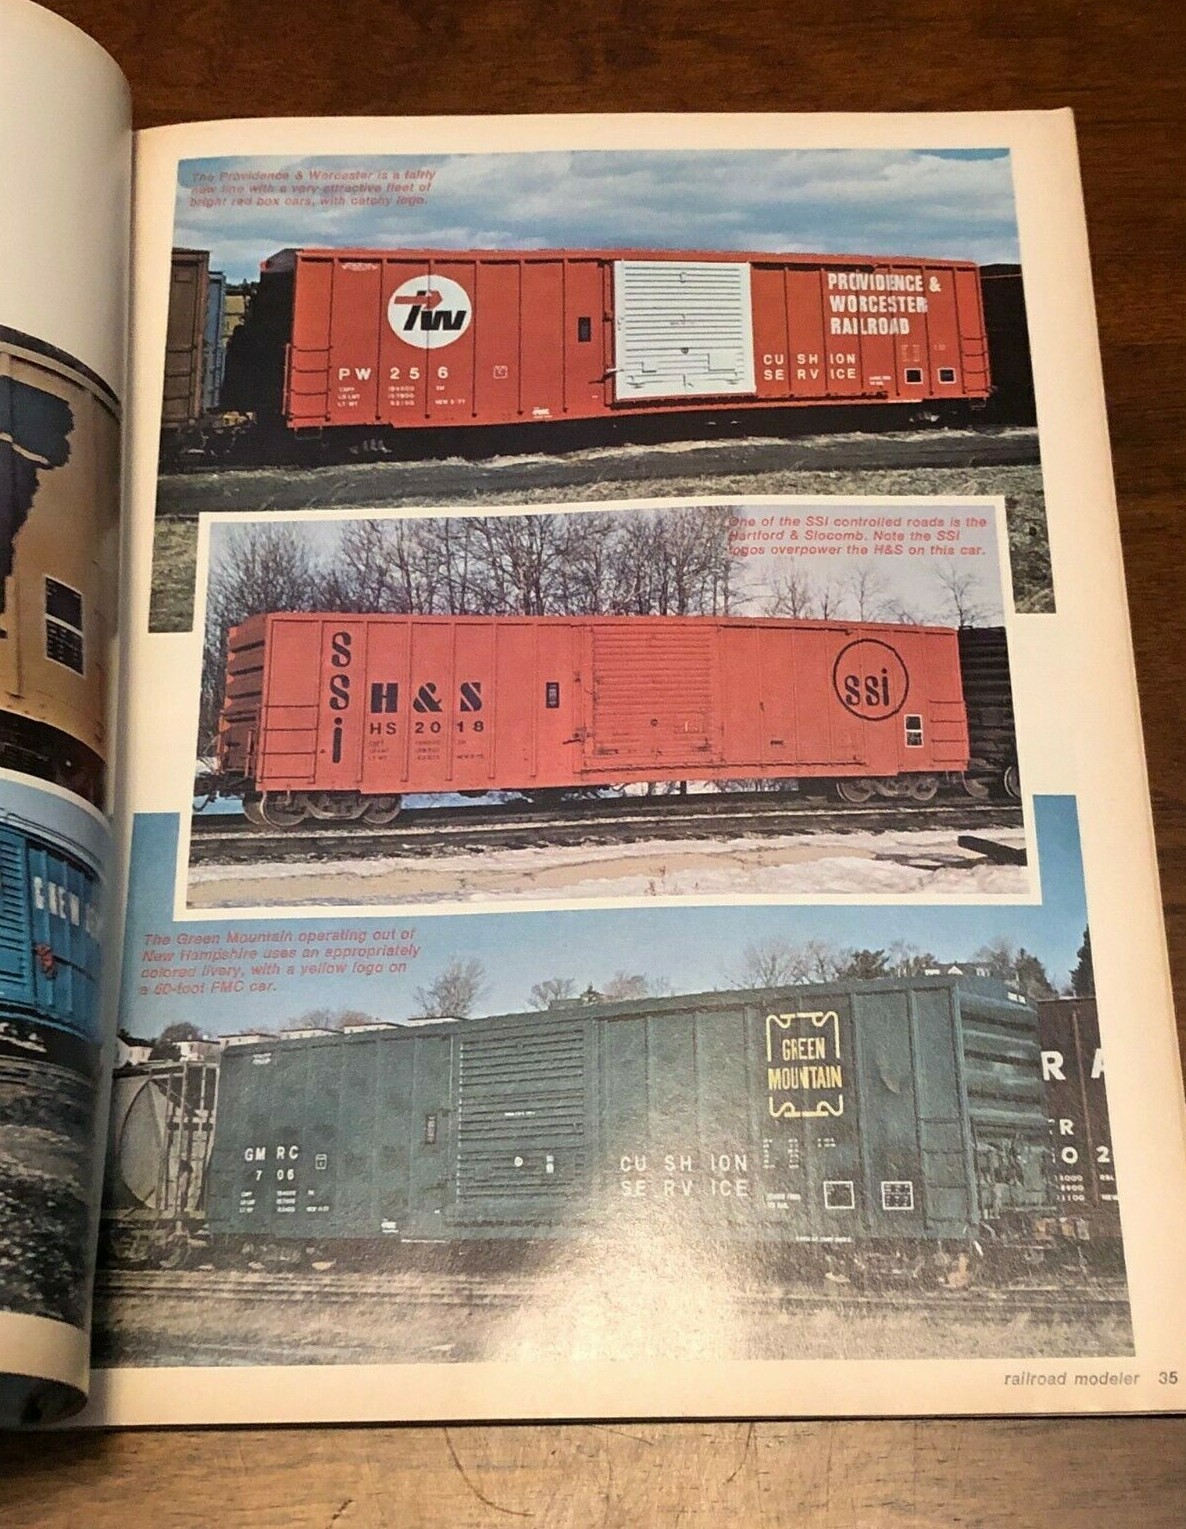 The Providence & Worcester is a fairly
new line with a very attractive fleet of
bright red box cars, with catchy logo.
PW
PROVIDENCE &
WORCESTER
RAILROAD
PW 256
CUSHION
SERVICE
One of the SSI controlled roads is the
Hartford & Slocomb. Note the SSI
logos overpower the H&S on this car.
SSi
H&S
HS 2018
ssi
The Green Mountain operating out of
New Hampshire uses an appropriately
colored livery, with a yellow logo on
a 60-foot FMC car.
GREEN
MOUNTAIN
GMRC
706
CUSHION
SERVICE
RA
railroad modeler 35